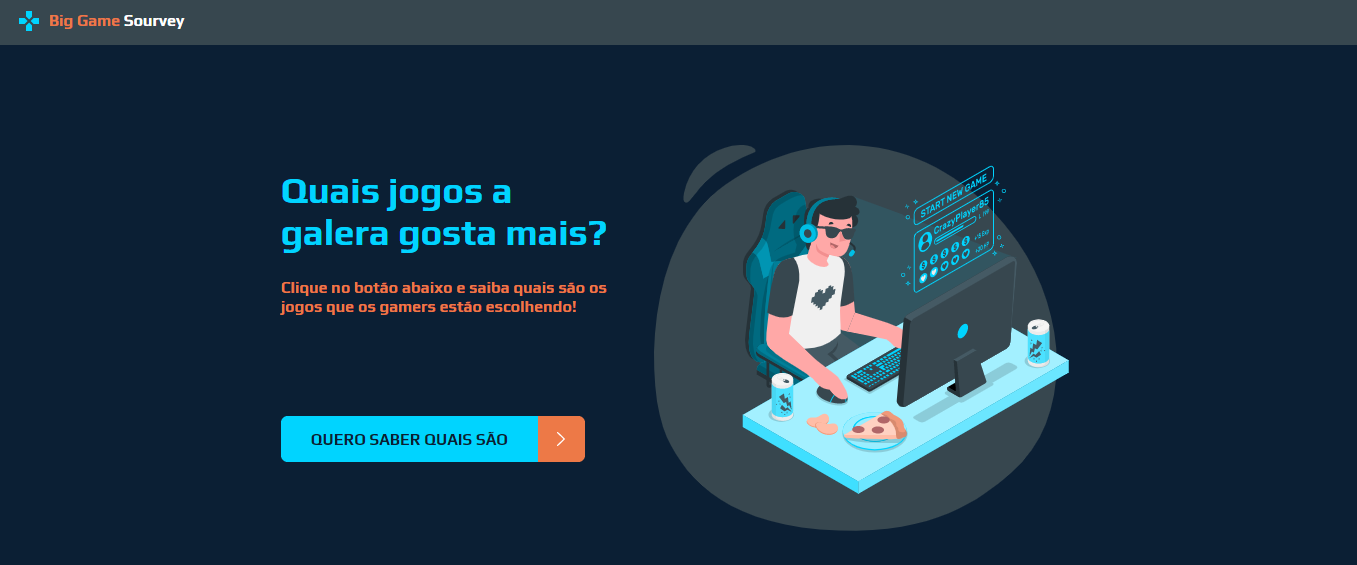 Big Game Sourvey
Quais jogos a
galera gosta mais?
Clique no botão abaixo e saiba quais são os
jogos que os gamers estão escolhendo!
QUERO SABER QUAIS SÃO
START NEW GAME
CrazyPlayer85